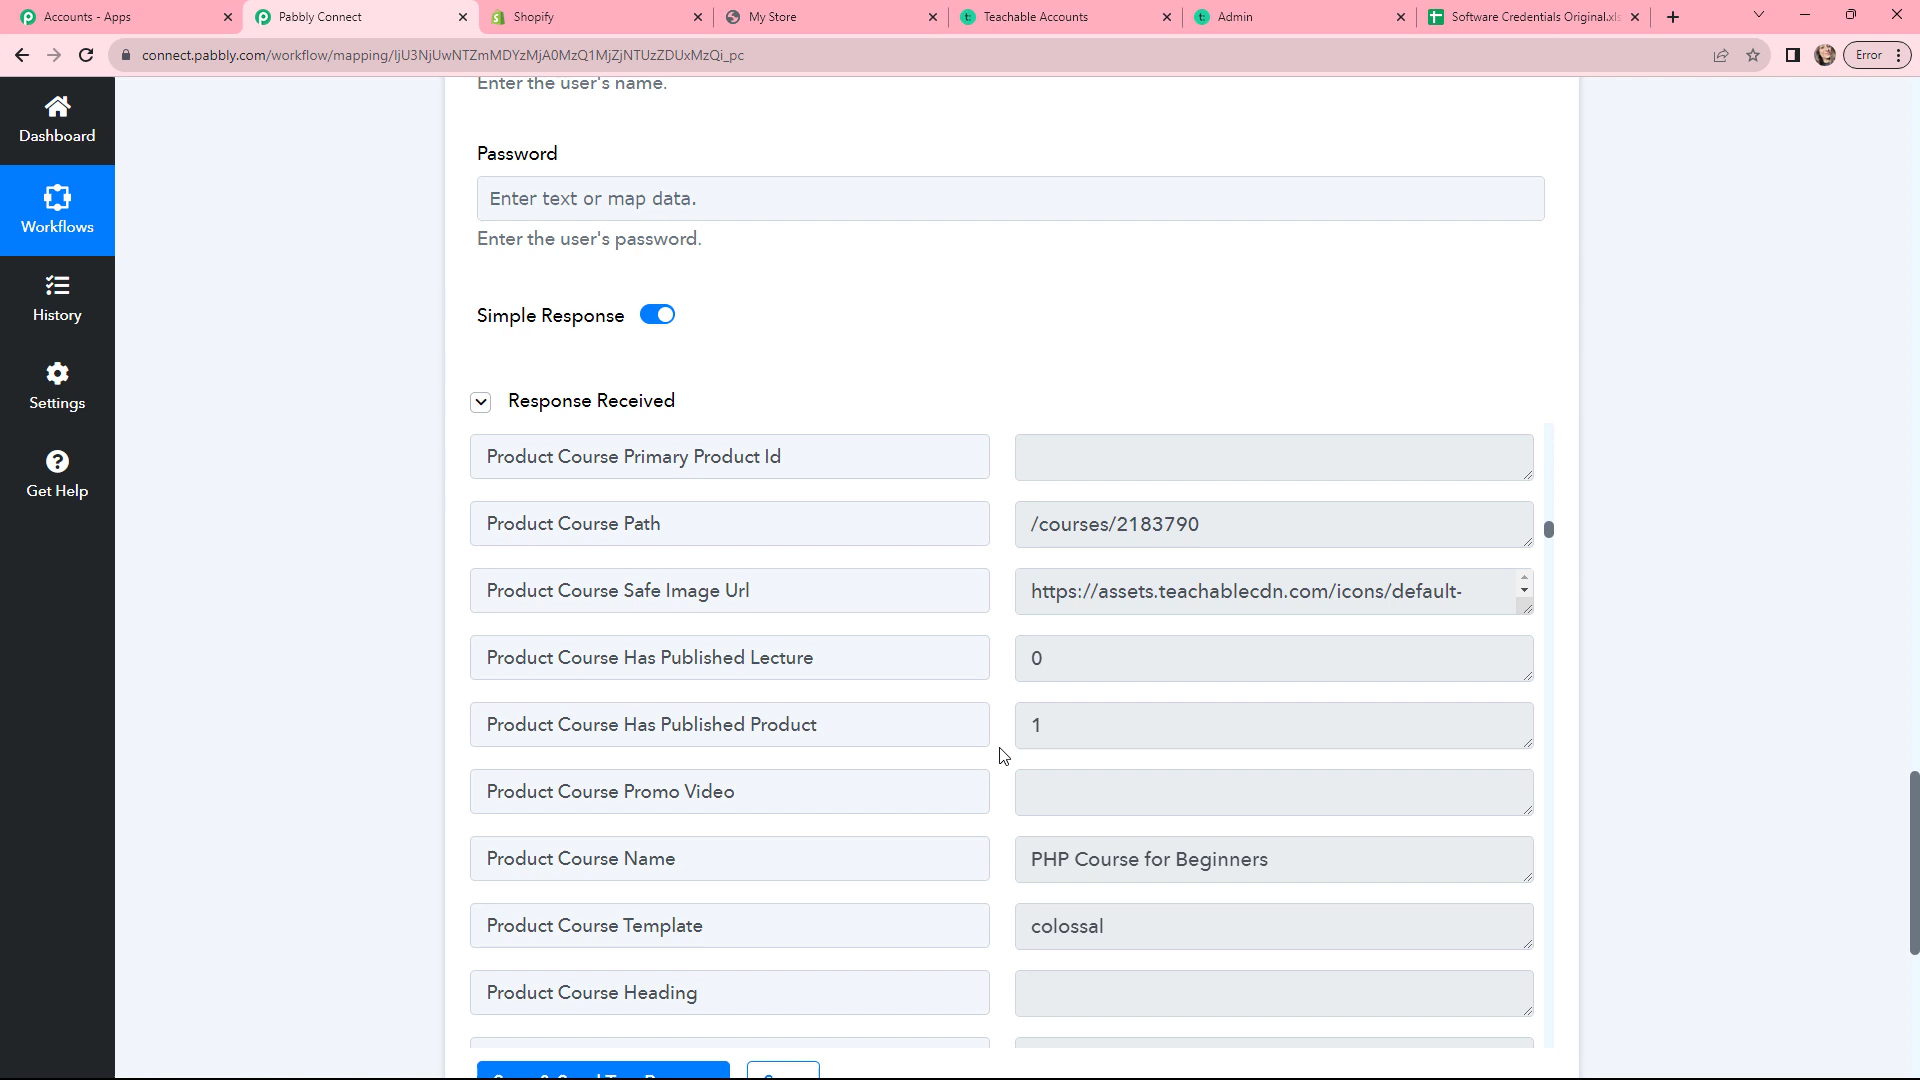 Accounts - Apps
Pabbly Connect
Shopify
My Store
Teachable Accounts
Admin
Software Credentials Original.xls
connect.pabbly.com/workflow/mapping/IjU3NjUwNTZmMDYzMjA0MzQ1MjZjNTUzZDUxMzQi_pc
Error
Dashboard
Workflows
History
Settings
Get Help
Enter the user's name.
Password
Enter text or map data.
Enter the user's password.
Simple Response
Response Received
Product Course Primary Product Id
Product Course Path
/courses/2183790
Product Course Safe Image Url
https://assets.teachablecdn.com/icons/default-
Product Course Has Published Lecture
0
Product Course Has Published Product
1
Product Course Promo Video
Product Course Name
PHP Course for Beginners
Product Course Template
colossal
Product Course Heading